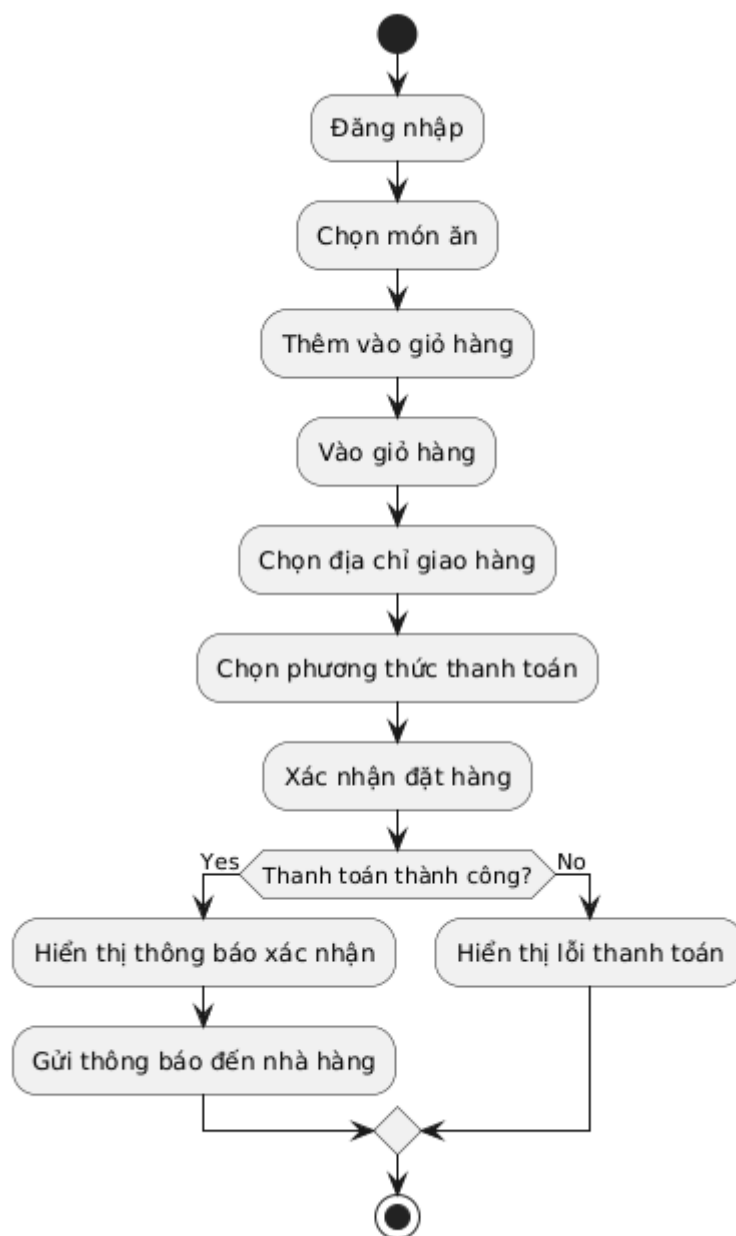 Đăng nhập
Chọn món ăn
Thêm vào giỏ hàng
Vào giỏ hàng
Chọn địa chỉ giao hàng
Chọn phương thức thanh toán
Xác nhận đặt hàng
Yes
Thanh toán thành công?
No
Hiển thị thông báo xác nhận
Hiển thị lỗi thanh toán
Gửi thông báo đến nhà hàng